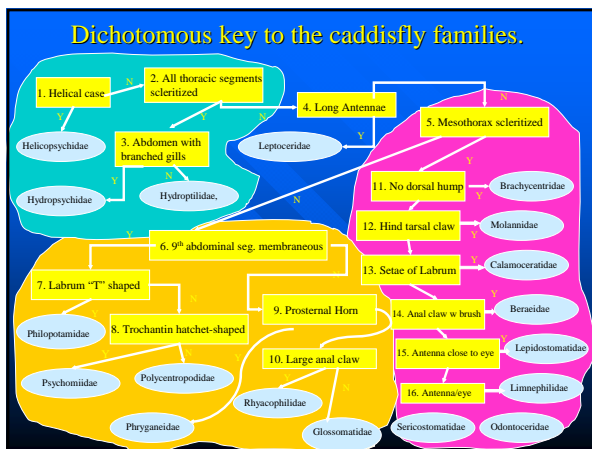 Dichotomous key to the caddisfly families.
1. Helical case
N
2. All thoracic segments
scleritized
Y
Helicopsychidae
Y
N
3. Abdomen with
branched gills
Y
N
Hydropsychidae
Hydroptilidae,
4. Long Antennae
N
Y
Leptoceridae
5. Mesothorax scleritized
Y
N
11. No dorsal hump
Y
Brachycentridae
12. Hind tarsal claw
Y
Molannidae
13. Setae of Labrum
Y
Calamoceratidae
14. Anal claw w brush
Y
Beraeidae
15. Antenna close to eye
Y
Lepidostomatidae
16. Antenna/eye
Limnephilidae
Sericostomatidae
Odontoceridae
6. 9th abdominal seg. membraneous
Y
N
7. Labrum “T” shaped
Y
N
Philopotamidae
8. Trochantin hatchet-shaped
Y
N
Psychomiidae
Polycentropodidae
9. Prosternal Horn
Y
N
10. Large anal claw
Y
N
Rhyacophilidae
Phryganeidae
Glossomatidae